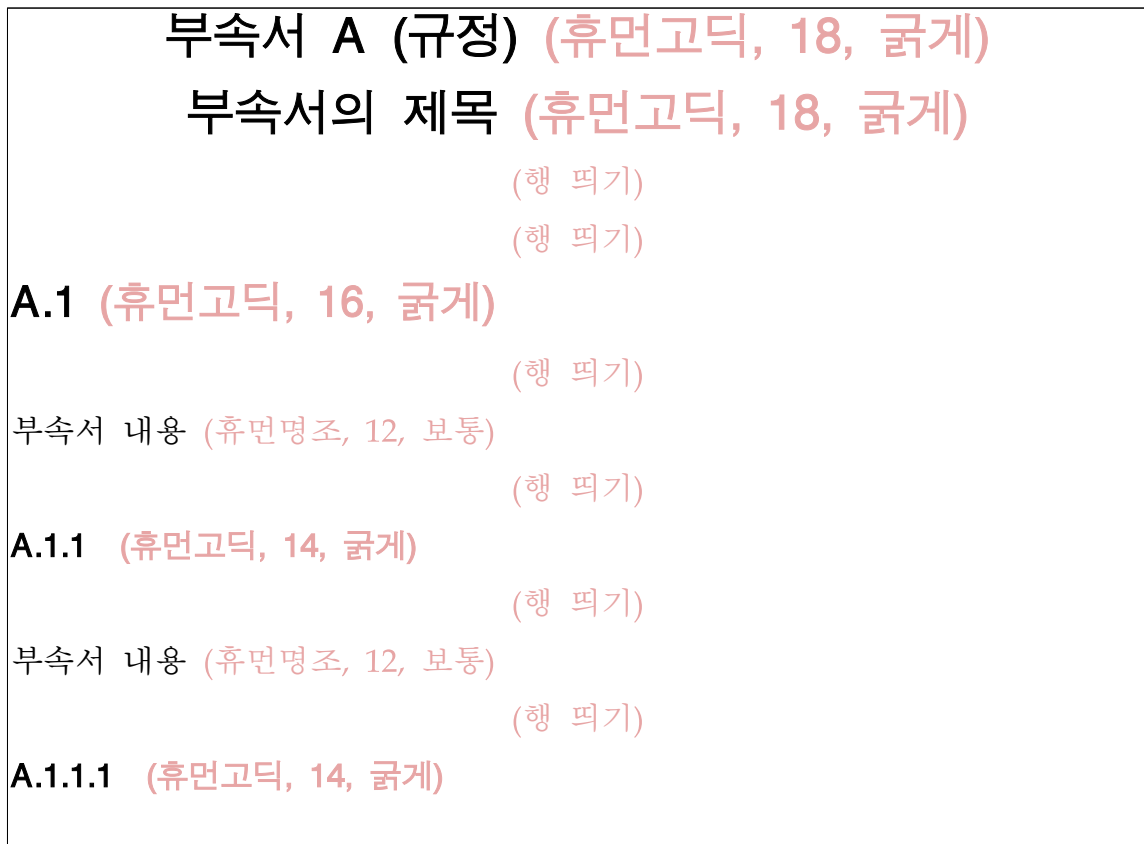 부속서 A (규정) (휴먼고딕, 18, 굵게)
부속서의 제목 (휴먼고딕, 18, 굵게)
(행 띄기)
(행 띄기)
A.1 (휴먼고딕, 16, 굵게)
(행 띄기)
부속서 내용 (휴먼명조, 12, 보통)
(행 띄기)
A.1.1 (휴먼고딕, 14, 굵게)
(행 띄기)
부속서 내용 (휴먼명조, 12, 보통)
(행 띄기)
A.1.1.1 (휴먼고딕, 14, 굵게)